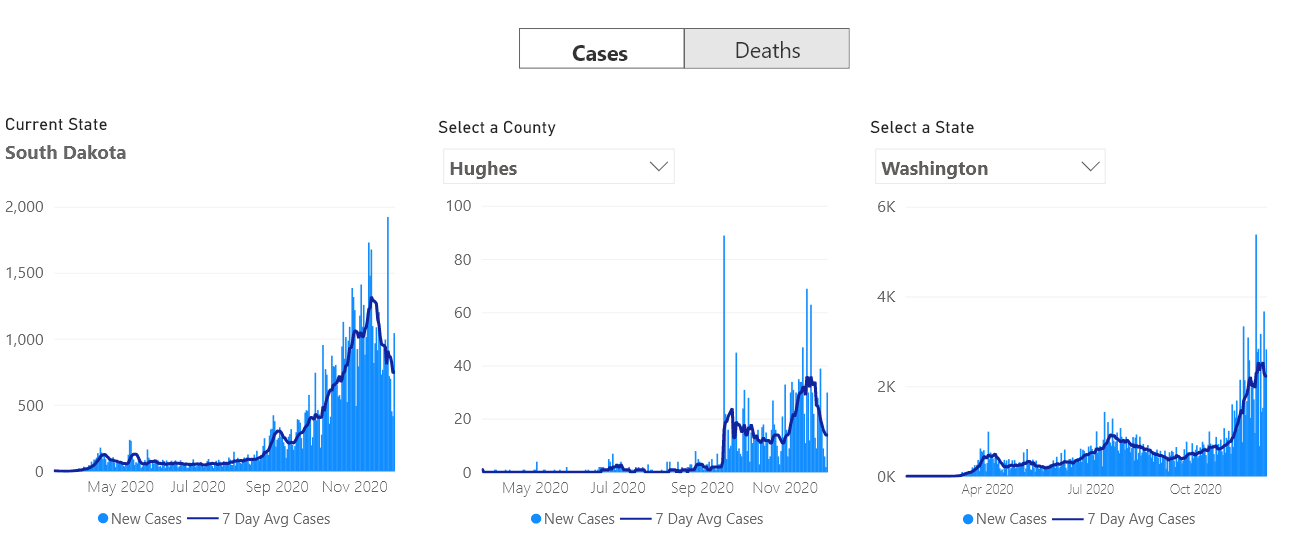 Cases
Deaths
Current State
South Dakota
2,000
1,500
1,000
500
0
May 2020
Jul 2020
Sep 2020
Nov 2020
New Cases
7 Day Avg Cases
Select a County
Hughes
100
80
60
40
20
0
May 2020
Jul 2020
Sep 2020
Nov 2020
New Cases
7 Day Avg Cases
Select a State
Washington
6K
4K
2K
0K
Apr 2020
Jul 2020
Oct 2020
New Cases
7 Day Avg Cases